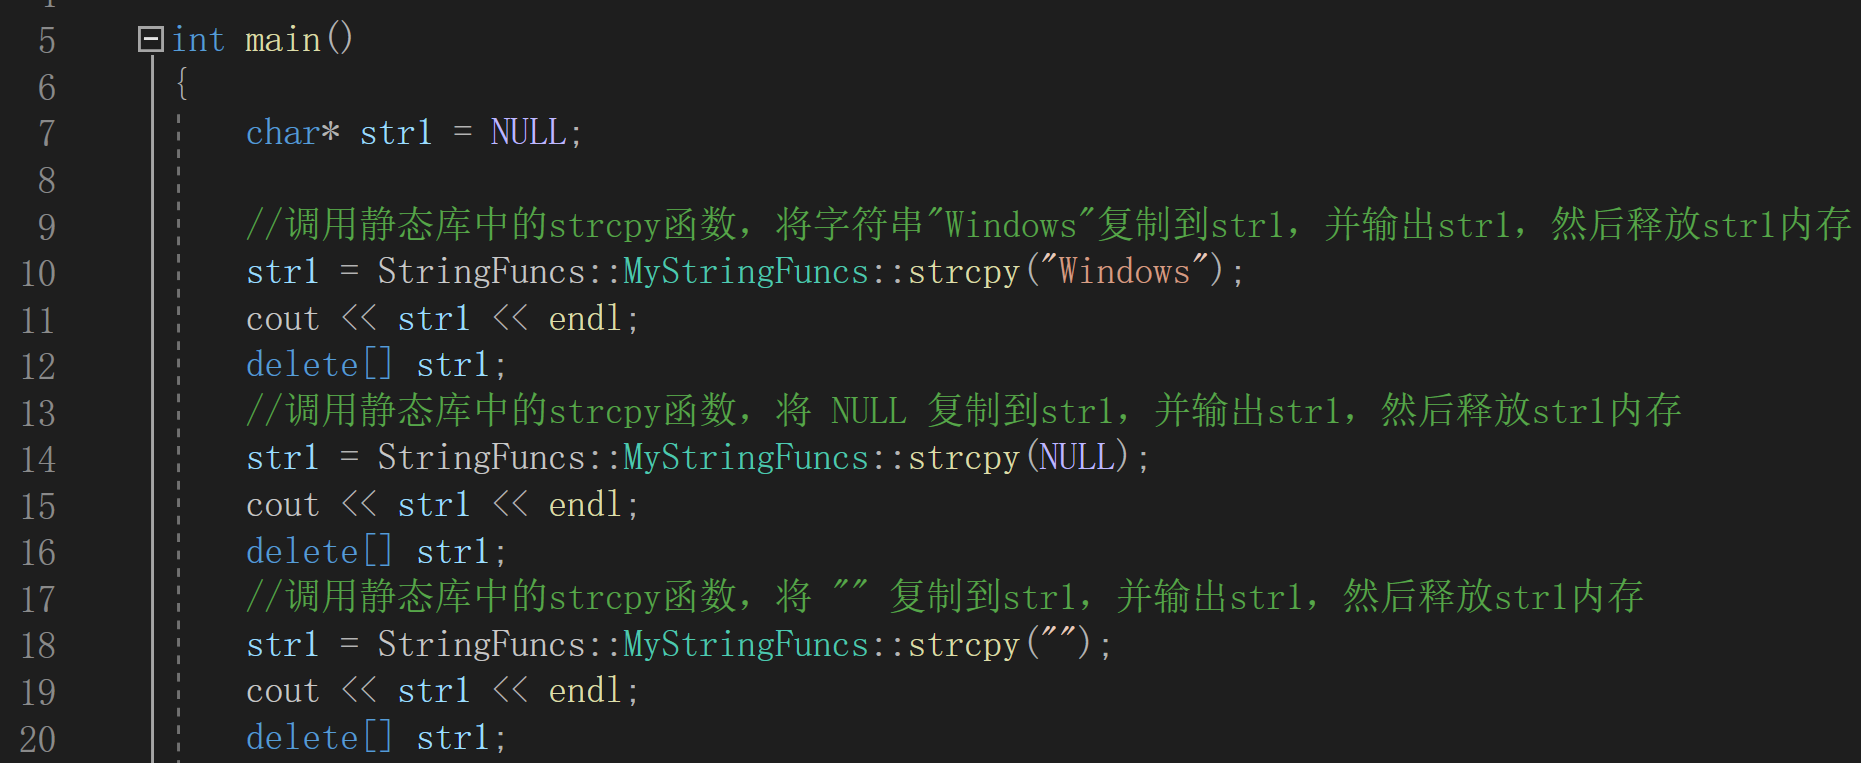 5 int main()
6 {
7 char* str1 = NULL;
8
9 //调用静态库中的strcpy函数，将字符串"Windows"复制到str1，并输出str1，然后释放str1内存
10 str1 = StringFuncs::MyStringFuncs::strcpy("Windows");
11 cout << str1 << endl;
12 delete[] str1;
13 //调用静态库中的strcpy函数，将 NULL 复制到str1，并输出str1，然后释放str1内存
14 str1 = StringFuncs::MyStringFuncs::strcpy(NULL);
15 cout << str1 << endl;
16 delete[] str1;
17 //调用静态库中的strcpy函数，将 "" 复制到str1，并输出str1，然后释放str1内存
18 str1 = StringFuncs::MyStringFuncs::strcpy("");
19 cout << str1 << endl;
20 delete[] str1;